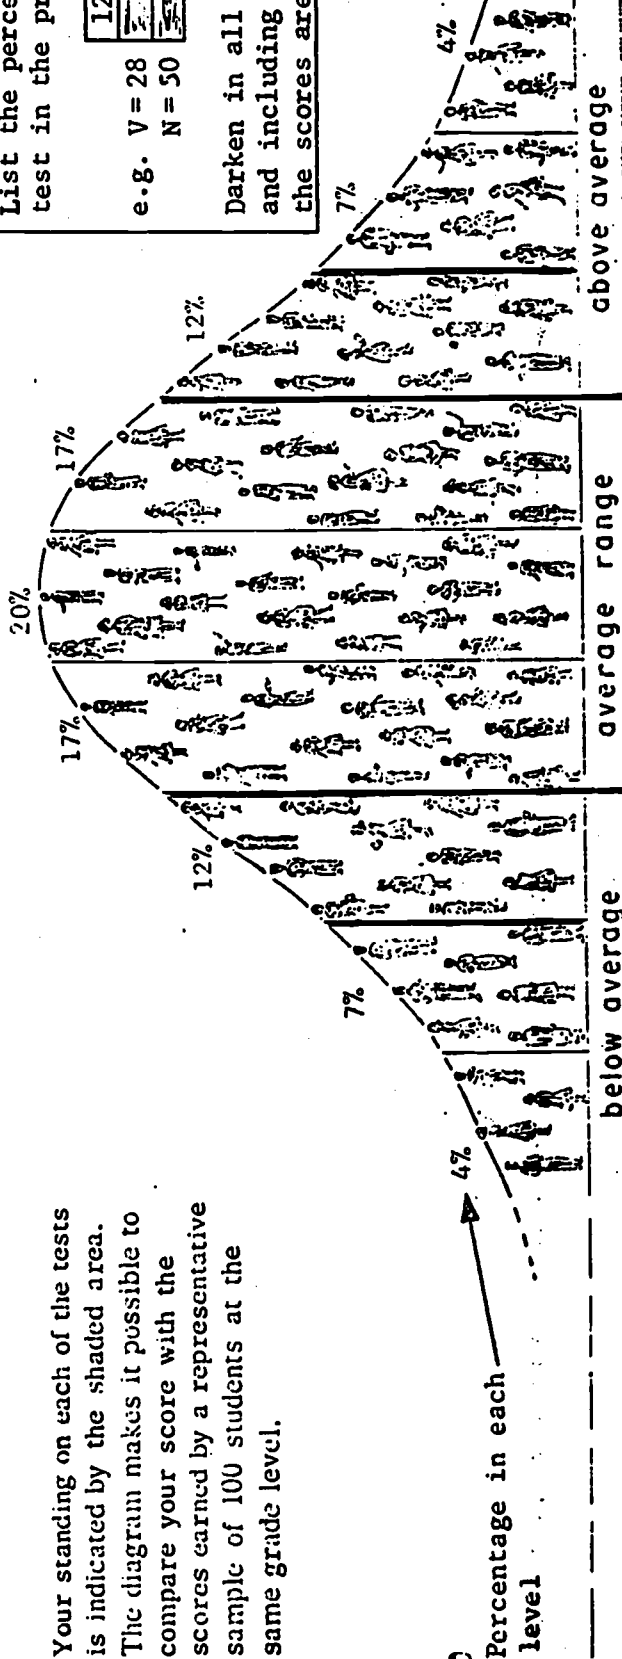 Your standing on each of the tests
is indicated by the shaded area.
The diagram makes it possible to
compare your score with the
scores earned by a representative
sample of 100 students at the
same grade level.
List the perce
test in the pr
12
e.g. V = 28
N = 50
Darken in all
and including
the scores are
4%
7%
12%
17%
20%
17%
12%
7%
4%
Percentage in each
level
below average
average range
above average